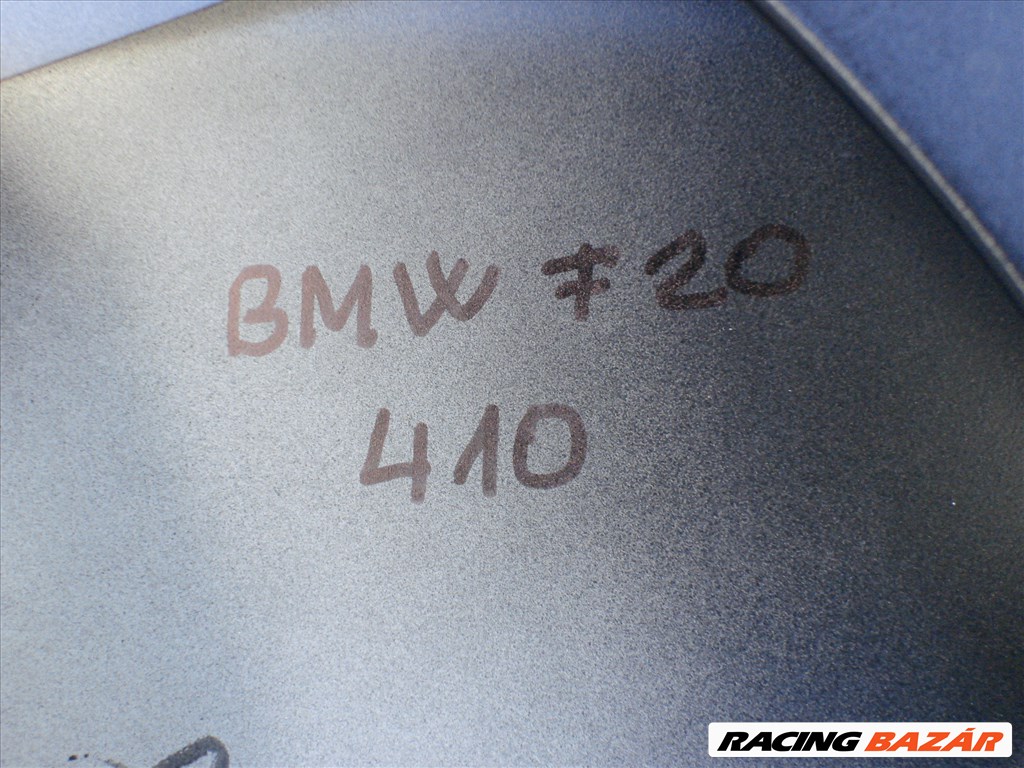 BMW F20
410
RACING BAZÁR